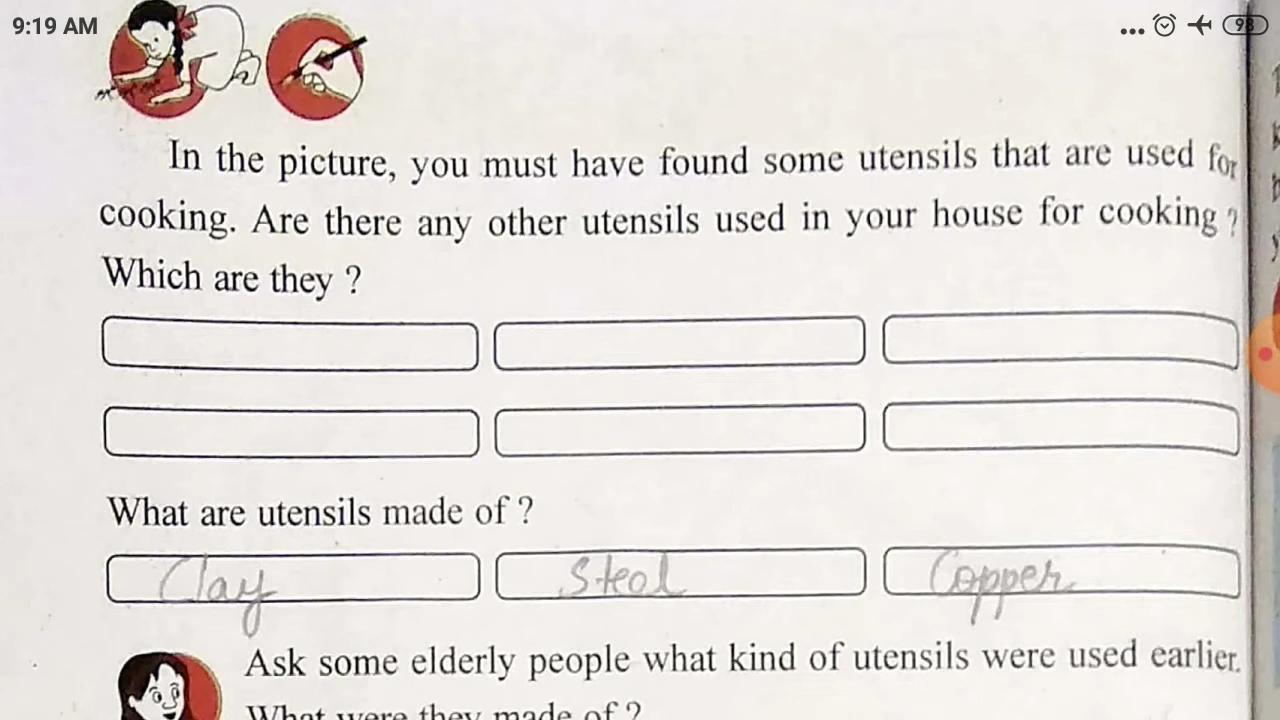 9:19 AM
... 93
In the picture, you must have found some utensils that are used for
cooking. Are there any other utensils used in your house for cooking ?
Which are they ?
What are utensils made of ?
Clay Steel Copper
Ask some elderly people what kind of utensils were used earlier.
What were they made of ?